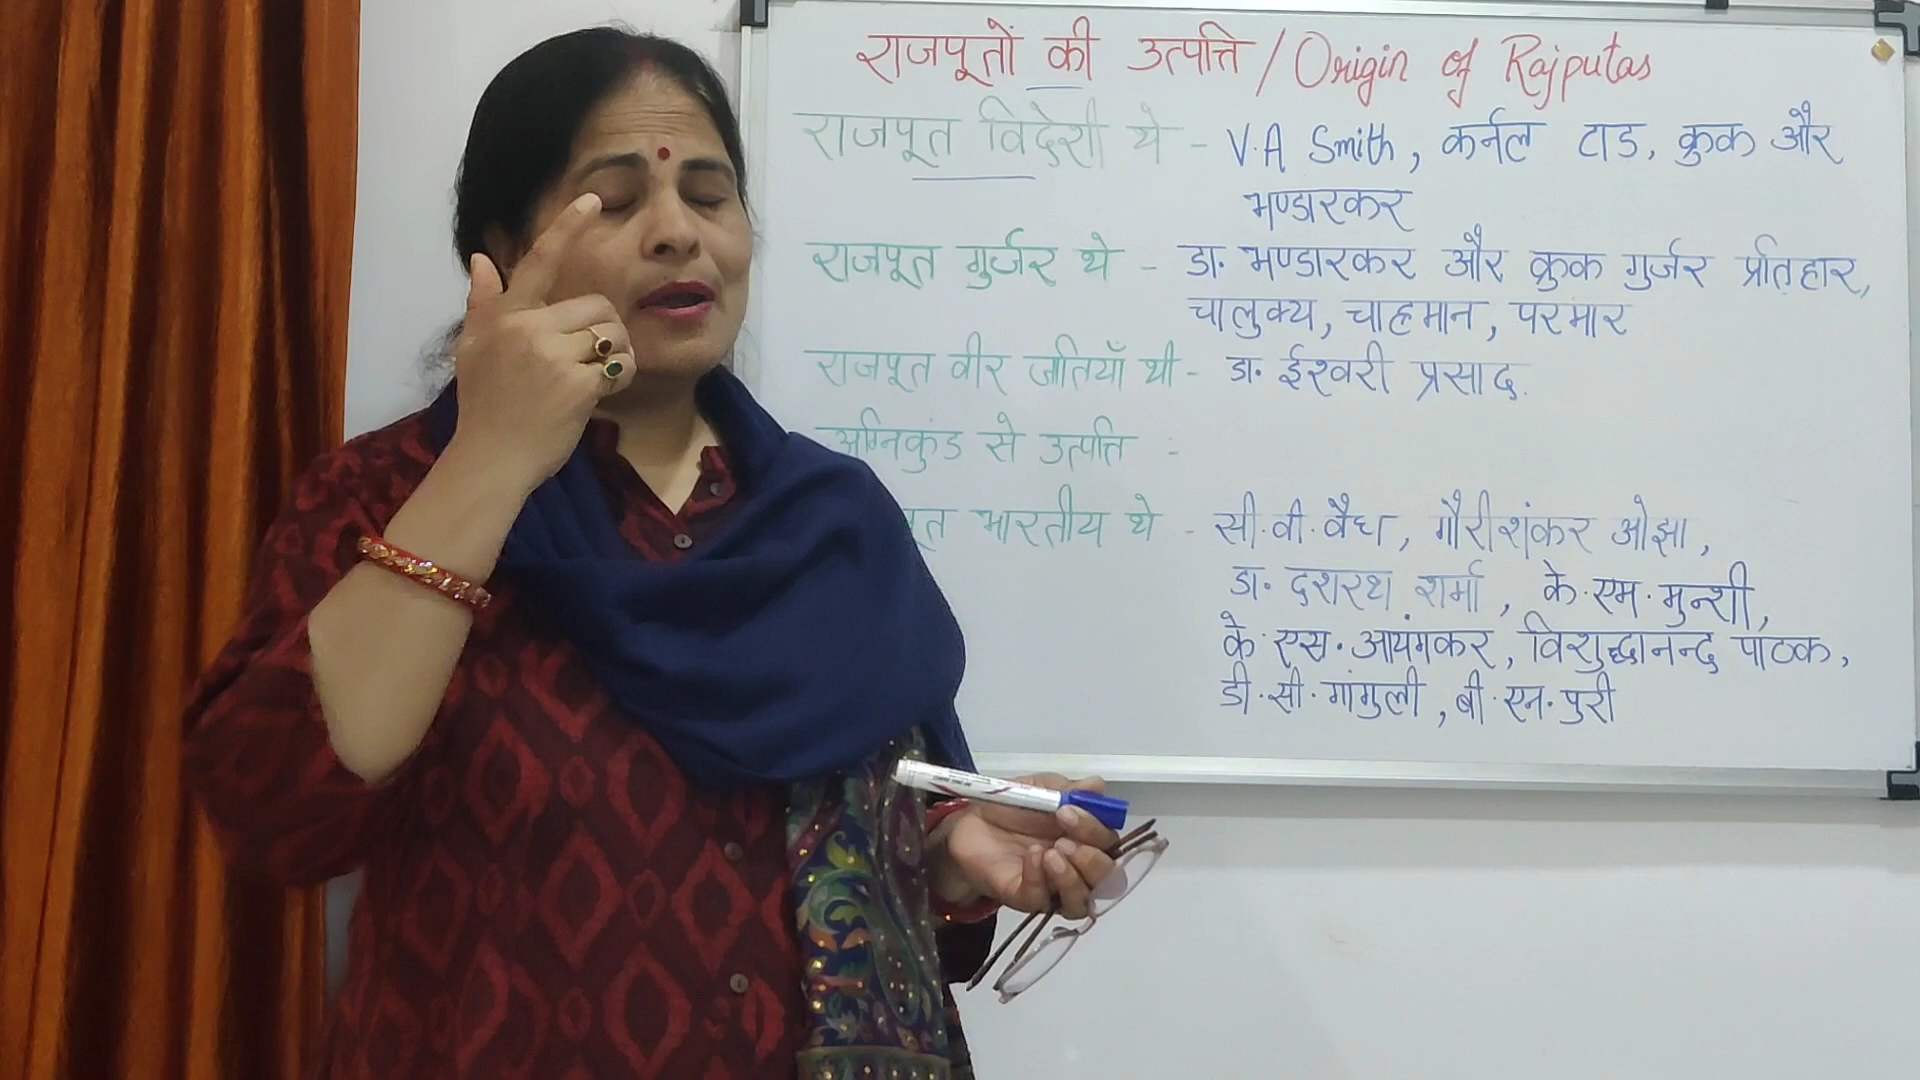 राजपूतों की उत्पत्ति / Origin of Rajputas
राजपूत विदेशी थे - V.A Smith, कर्नल टाड, क्रुक और
भण्डारकर
राजपूत गुर्जर थे - डा. भण्डारकर और क्रुक गुर्जर प्रतिहार,
चालुक्य, चाहमान, परमार
राजपूत वीर जातियाँ थी - डा. ईश्वरी प्रसाद.
अग्निकुंड से उत्पत्ति -
भारतीय थे - सी.वी.वैद्य, गौरीशंकर ओझा,
डा. दशरथ शर्मा, के.एम.मुन्शी,
के.एस.आयंगकर, विशुद्धानन्द पाठक,
डी.सी.गांगुली, बी.एन.पुरी